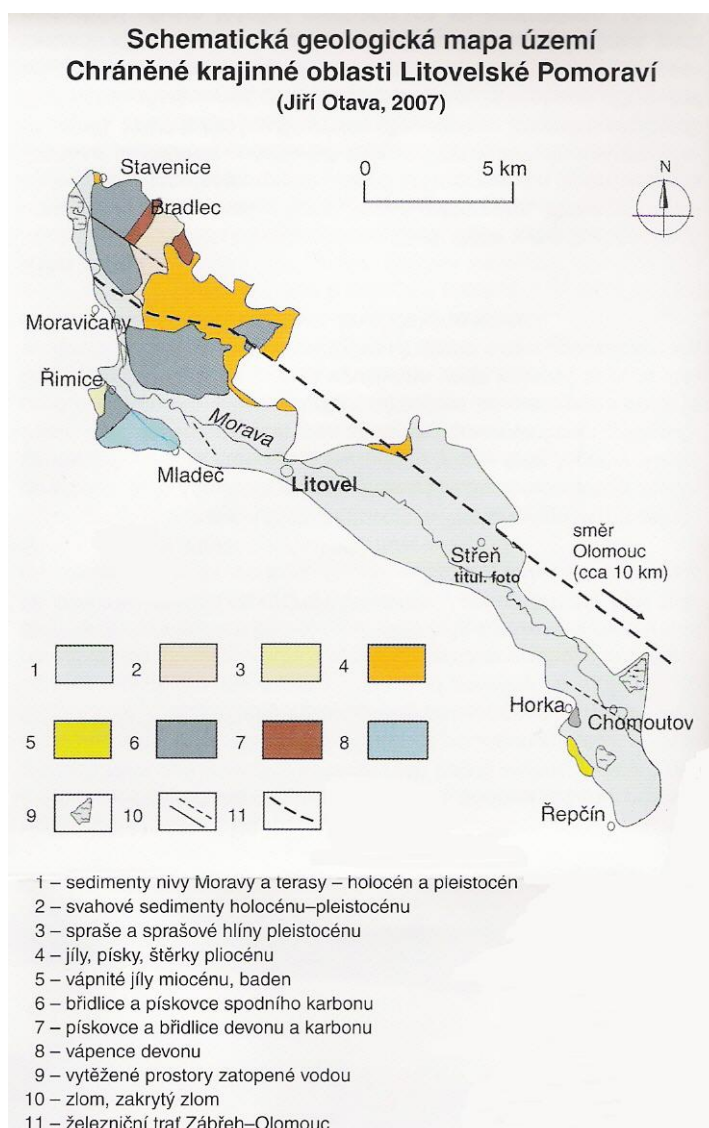 Schematická geologická mapa území
Chráněné krajinné oblasti Litovelské Pomoraví
(Jiří Otava, 2007)
0 5 km
N
Stavenice
Bradlec
Moravičany
Řimice
Morava
Mladeč
Litovel
Střeň
titul. foto
směr
Olomouc
(cca 10 km)
Horka
Chomoutov
Řepčín
1 2 3 4
5 6 7 8
9 10 11
1 – sedimenty nivy Moravy a terasy – holocén a pleistocén
2 – svahové sedimenty holocénu–pleistocénu
3 – spraše a sprašové hlíny pleistocénu
4 – jíly, písky, štěrky pliocénu
5 – vápnité jíly miocénu, baden
6 – břidlice a pískovce spodního karbonu
7 – pískovce a břidlice devonu a karbonu
8 – vápence devonu
9 – vytěžené prostory zatopené vodou
10 – zlom, zakrytý zlom
11 – železniční trať Zábřeh–Olomouc